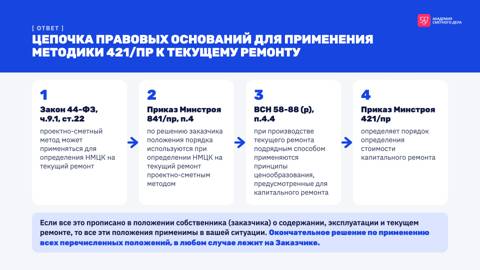 [ ОТВЕТ ]
АКАДЕМИЯ
СМЕТНОГО ДЕЛА
ЦЕПОЧКА ПРАВОВЫХ ОСНОВАНИЙ ДЛЯ ПРИМЕНЕНИЯ
МЕТОДИКИ 421/ПР К ТЕКУЩЕМУ РЕМОНТУ
1
Закон 44-ФЗ,
ч.9.1, ст.22
проектно-сметный
метод может
применяться для
определения НМЦК на
текущий ремонт
2
Приказ Минстроя
841/пр, п.4
по решению заказчика
положения порядка
используются при
определении НМЦК на
текущий ремонт
проектно-сметным
методом
3
ВСН 58-88 (р),
п.4.4
при производстве
текущего ремонта
подрядным способом
применяются
принципы
ценообразования,
предусмотренные для
капитального ремонта
4
Приказ Минстроя
421/пр
определяет порядок
определения
стоимости
капитального ремонта
Если все это прописано в положении собственника (заказчика) о содержании, эксплуатации и текущем
ремонте, то все эти положения применимы в вашей ситуации. Окончательное решение по применению
всех перечисленных положений, в любом случае лежит на Заказчике.